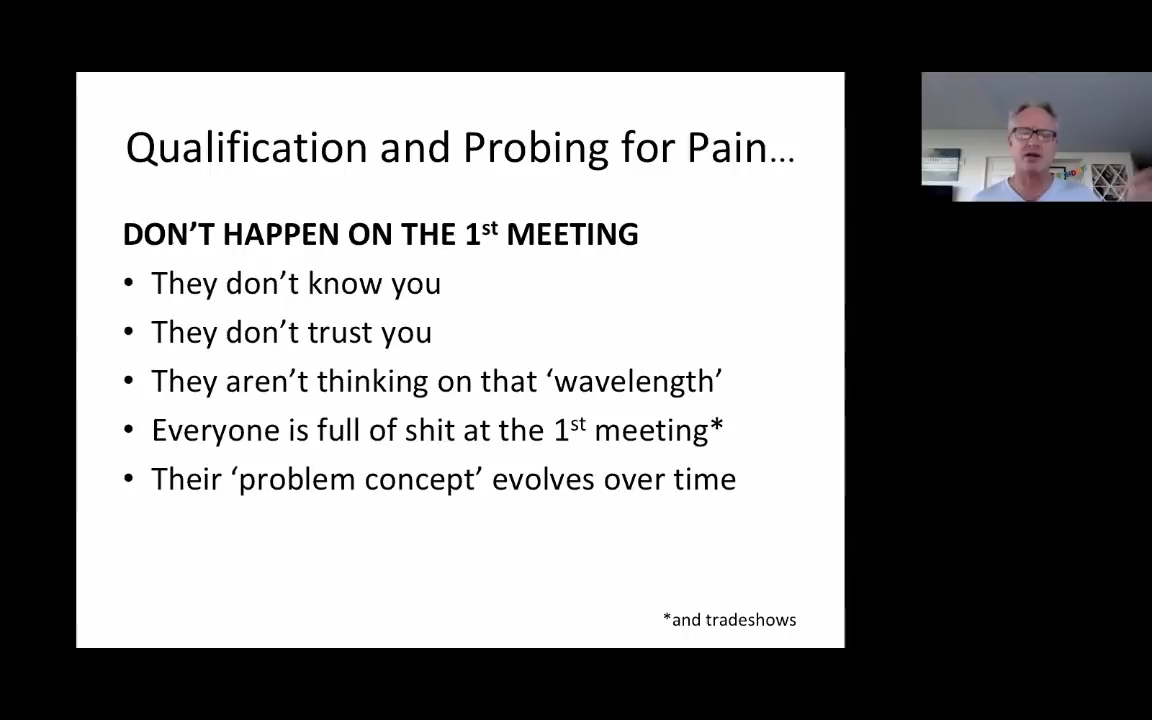 Qualification and Probing for Pain...
DON’T HAPPEN ON THE 1st MEETING
• They don’t know you
• They don’t trust you
• They aren’t thinking on that ‘wavelength’
• Everyone is full of shit at the 1st meeting*
• Their ‘problem concept’ evolves over time
*and tradeshows